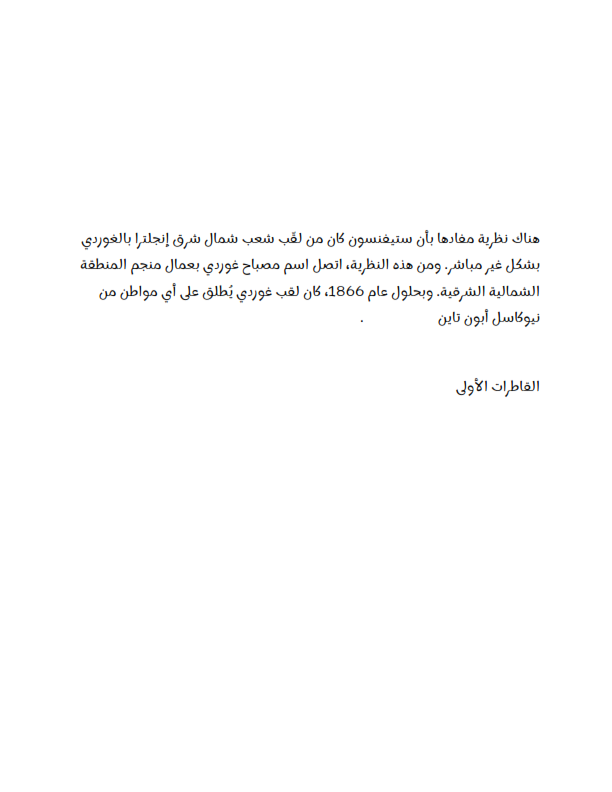 هناك نظرية مفادها بأن ستيفنسون كان من لقّب شعب شمال شرق إنجلترا بالغوردي
بشكل غير مباشر. ومن هذه النظرية، اتصل اسم مصباح غوردي بعمال منجم المنطقة
الشمالية الشرقية. وبحلول عام 1866، كان لقب غوردي يُطلق على أي مواطن من
نيوكاسل أبون تاين .
القاطرات الأولى